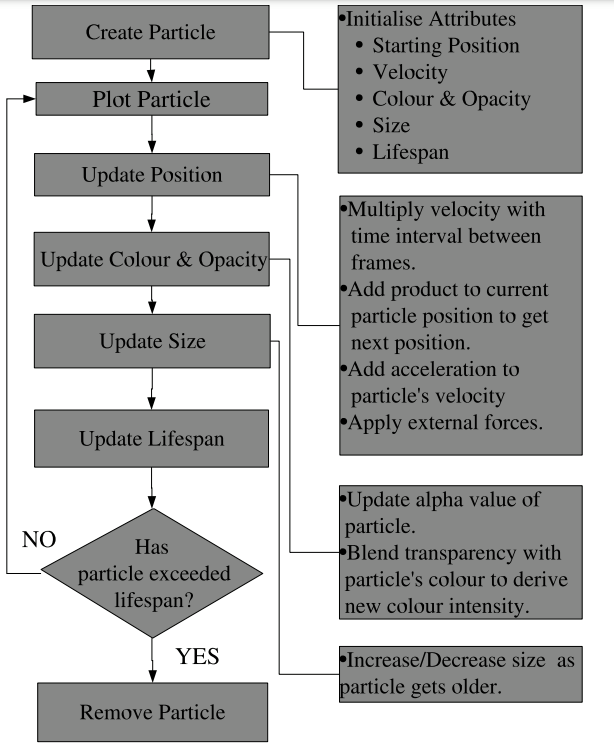 Create Particle
Plot Particle
Update Position
Update Colour & Opacity
Update Size
Update Lifespan
Has
particle exceeded
lifespan?
NO
YES
Remove Particle
•Initialise Attributes
• Starting Position
• Velocity
• Colour & Opacity
• Size
• Lifespan
•Multiply velocity with
time interval between
frames.
•Add product to current
particle position to get
next position.
•Add acceleration to
particle's velocity
•Apply external forces.
•Update alpha value of
particle.
•Blend transparency with
particle's colour to derive
new colour intensity.
•Increase/Decrease size as
particle gets older.